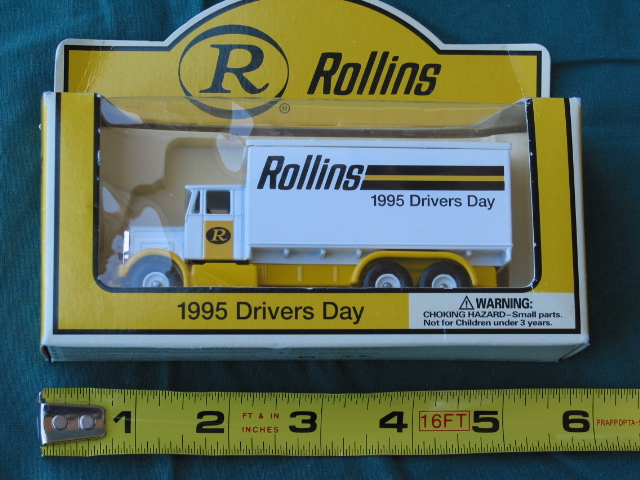 R Rollins
®
Rollins
1995 Drivers Day
R
1995 Drivers Day
⚠ WARNING:
CHOKING HAZARD–Small parts.
Not for Children under 3 years.
1 2 FT & IN INCHES 3 4 16FT 5 6